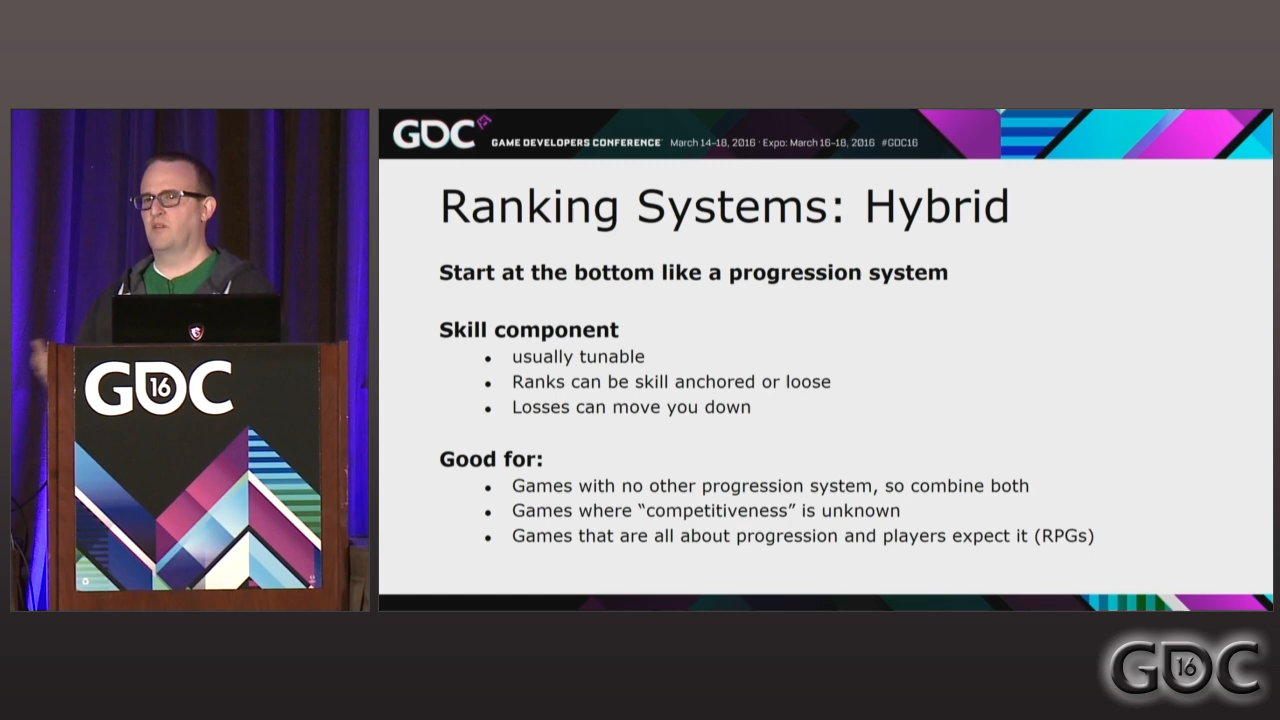 GDC
GAME DEVELOPERS CONFERENCE March 14-18, 2016 · Expo: March 16-18, 2016 #GDC16
Ranking Systems: Hybrid
Start at the bottom like a progression system
Skill component
• usually tunable
• Ranks can be skill anchored or loose
• Losses can move you down
Good for:
• Games with no other progression system, so combine both
• Games where “competitiveness” is unknown
• Games that are all about progression and players expect it (RPGs)
GDC
16
GDC
16